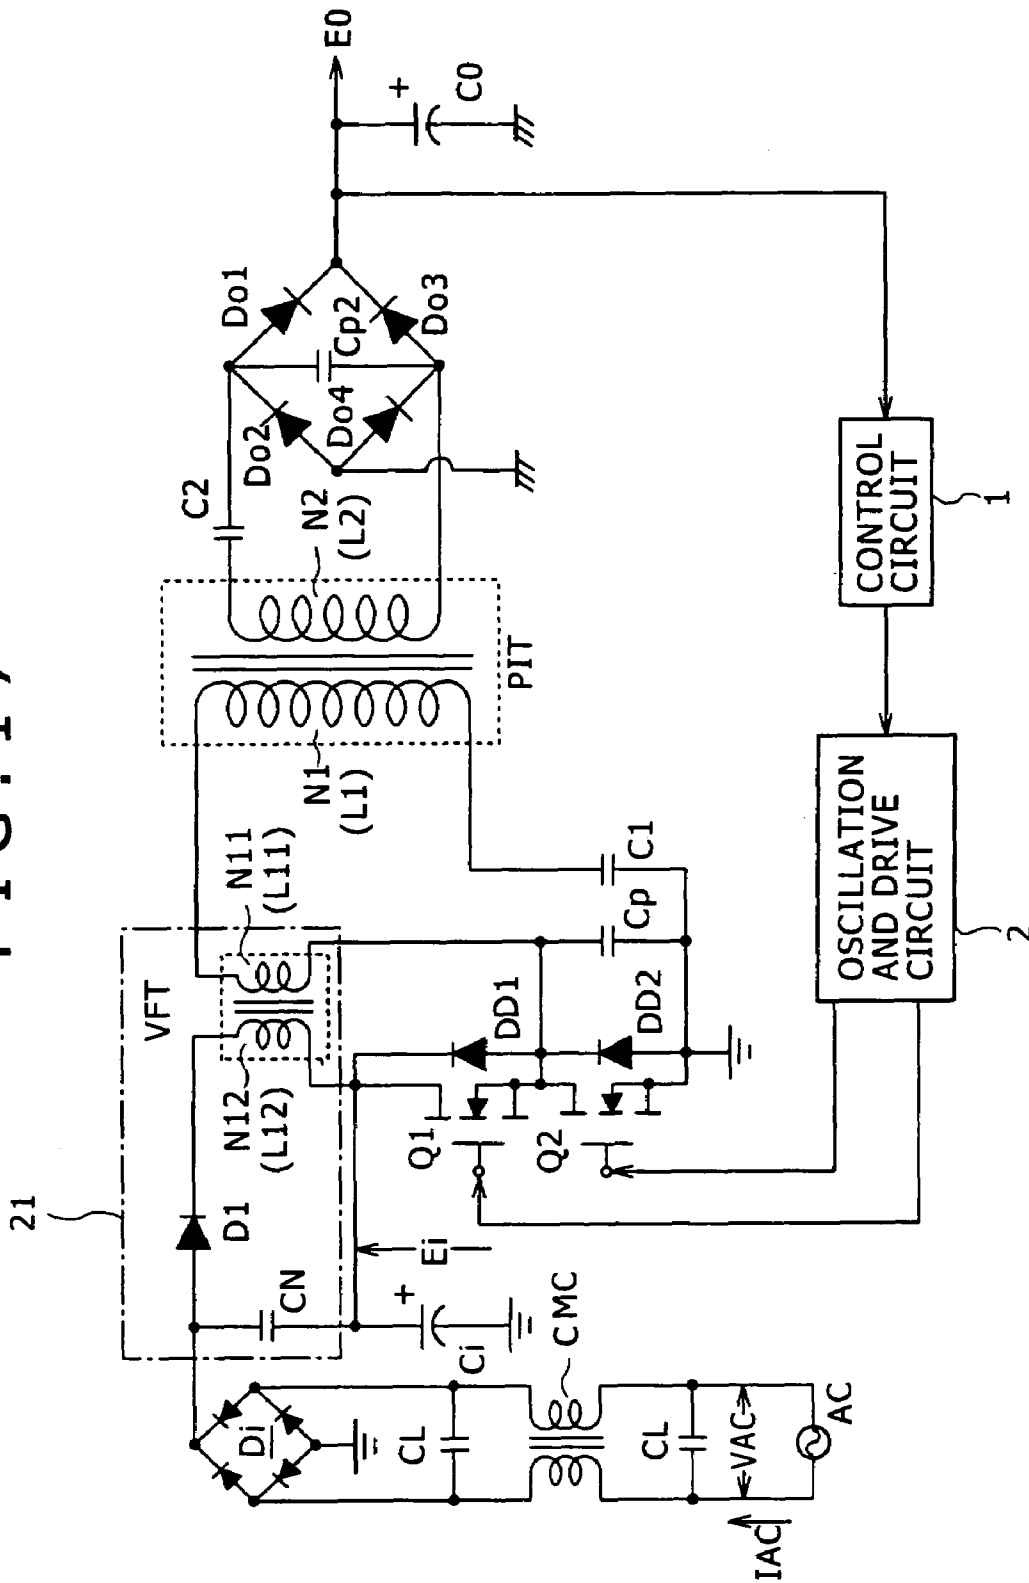 21
VFT
N11
(L11)
N12
(L12)
D1
CN
Di
Ci
+
Ei
CL
CMC
CL
VAC
AC
IAC
Q1
Q2
DD1
DD2
Cp
C1
N1
(L1)
PIT
N2
(L2)
C2
Do1
Do2
Do3
Do4
Cp2
+
C0
E0
CONTROL
CIRCUIT
1
OSCILLATION
AND DRIVE
CIRCUIT
2